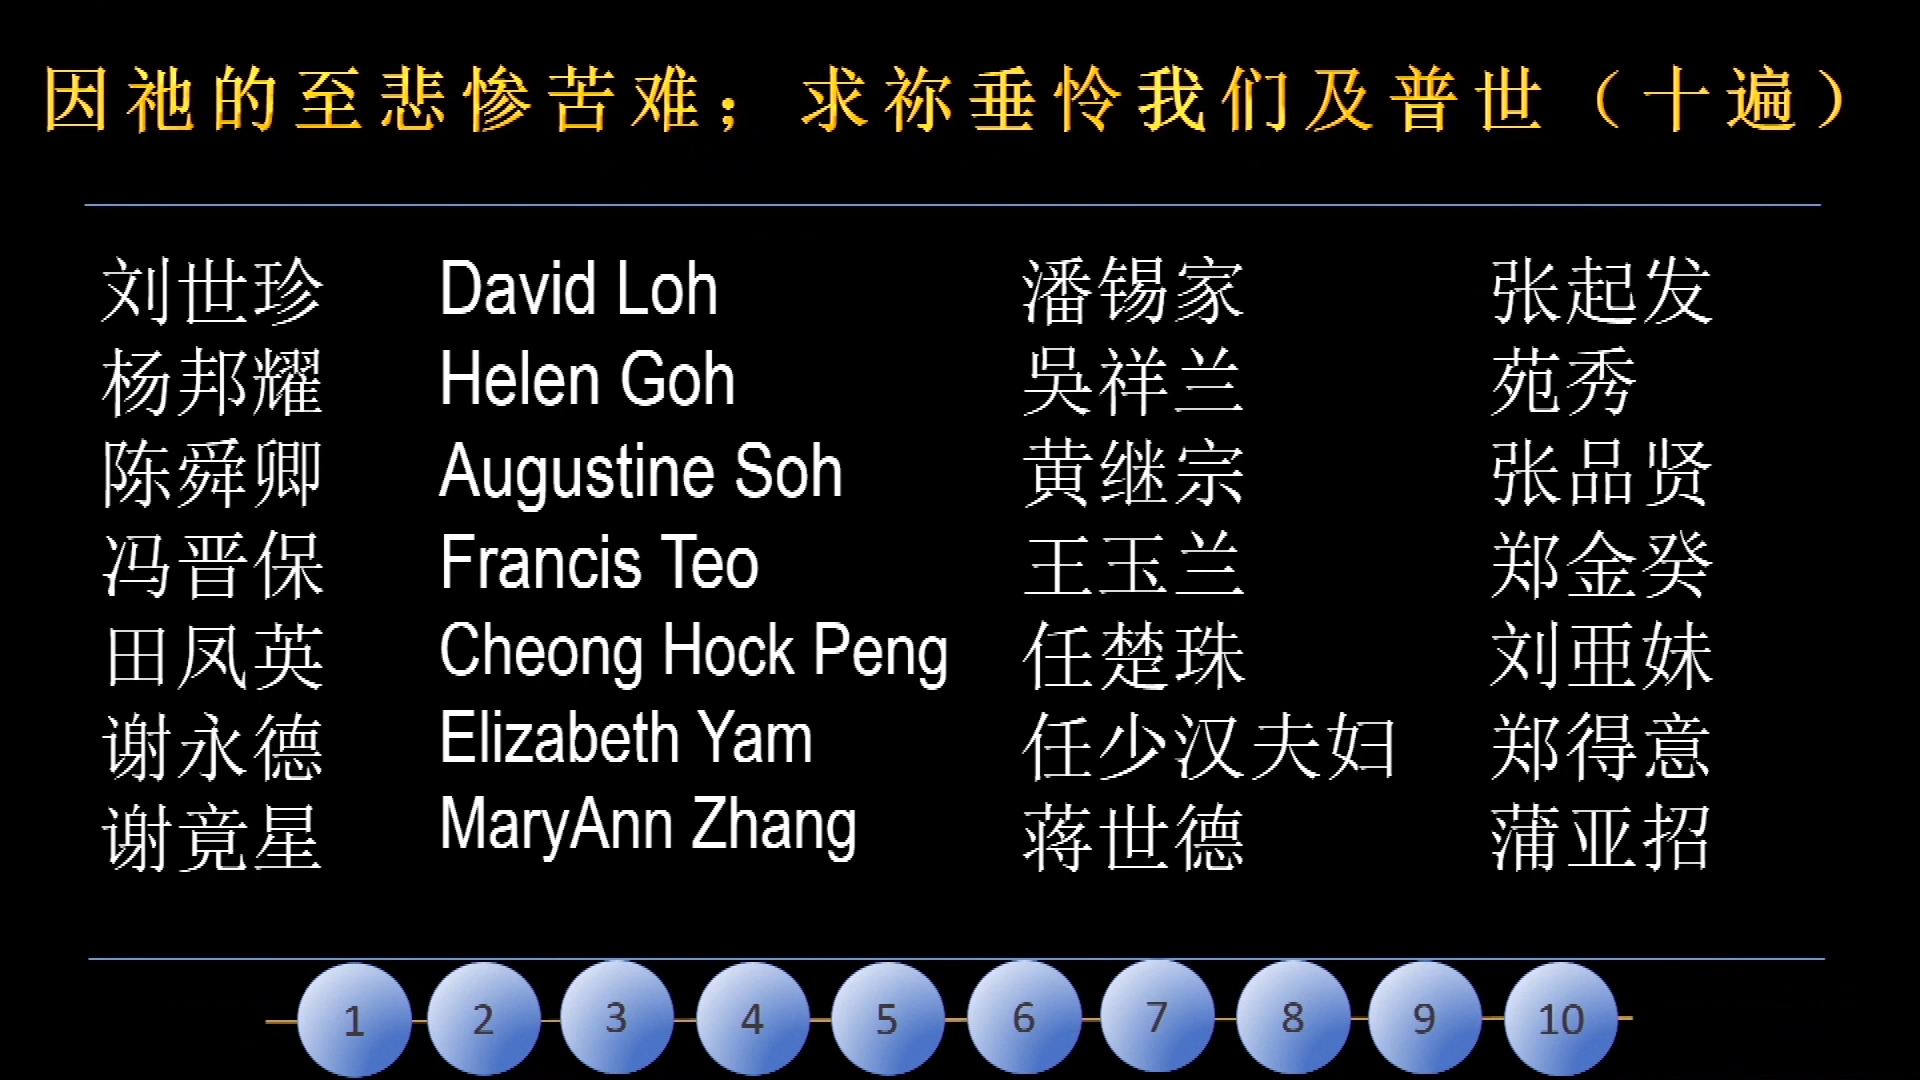 因祂的至悲惨苦难；求祢垂怜我们及普世（十遍）
刘世珍
杨邦耀
陈舜卿
冯晋保
田凤英
谢永德
谢竟星
David Loh
Helen Goh
Augustine Soh
Francis Teo
Cheong Hock Peng
Elizabeth Yam
MaryAnn Zhang
潘锡家
吳祥兰
黄继宗
王玉兰
任楚珠
任少汉夫妇
蒋世德
张起发
苑秀
张品贤
郑金癸
刘亜妹
郑得意
蒲亚招
1 2 3 4 5 6 7 8 9 10